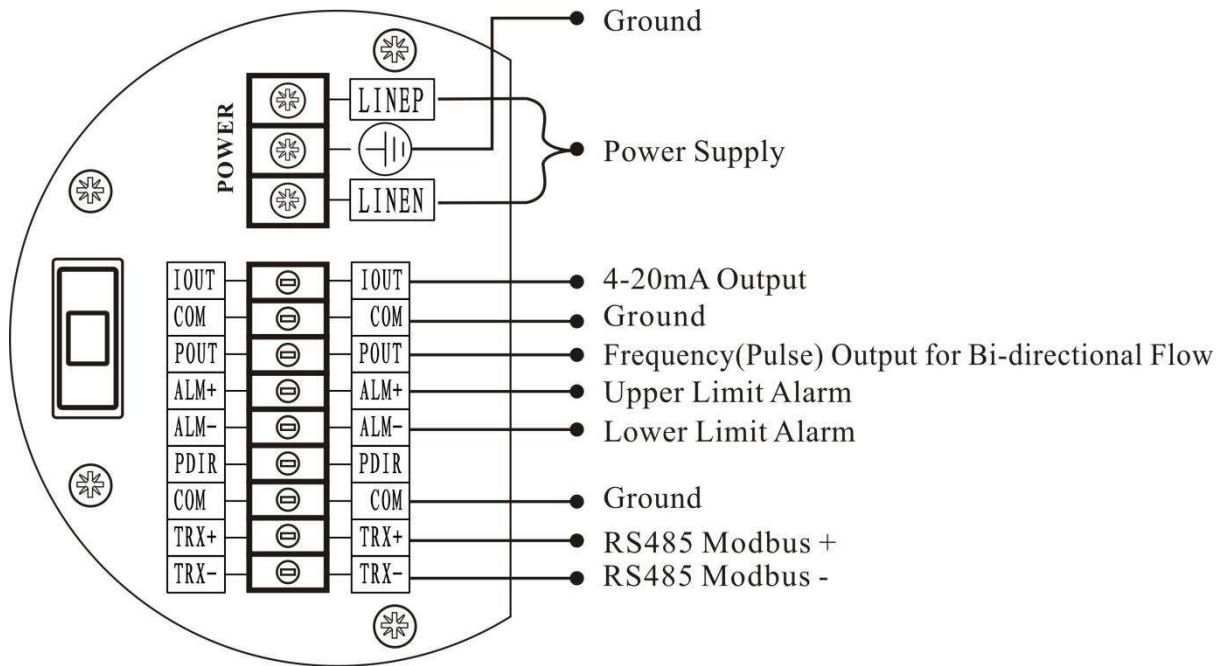 Ground
POWER
LINEP
LINEN
Power Supply
IOUT IOUT 4-20mA Output
COM COM Ground
POUT POUT Frequency(Pulse) Output for Bi-directional Flow
ALM+ ALM+ Upper Limit Alarm
ALM- ALM- Lower Limit Alarm
PDIR PDIR
COM COM Ground
TRX+ TRX+ RS485 Modbus +
TRX- TRX- RS485 Modbus -